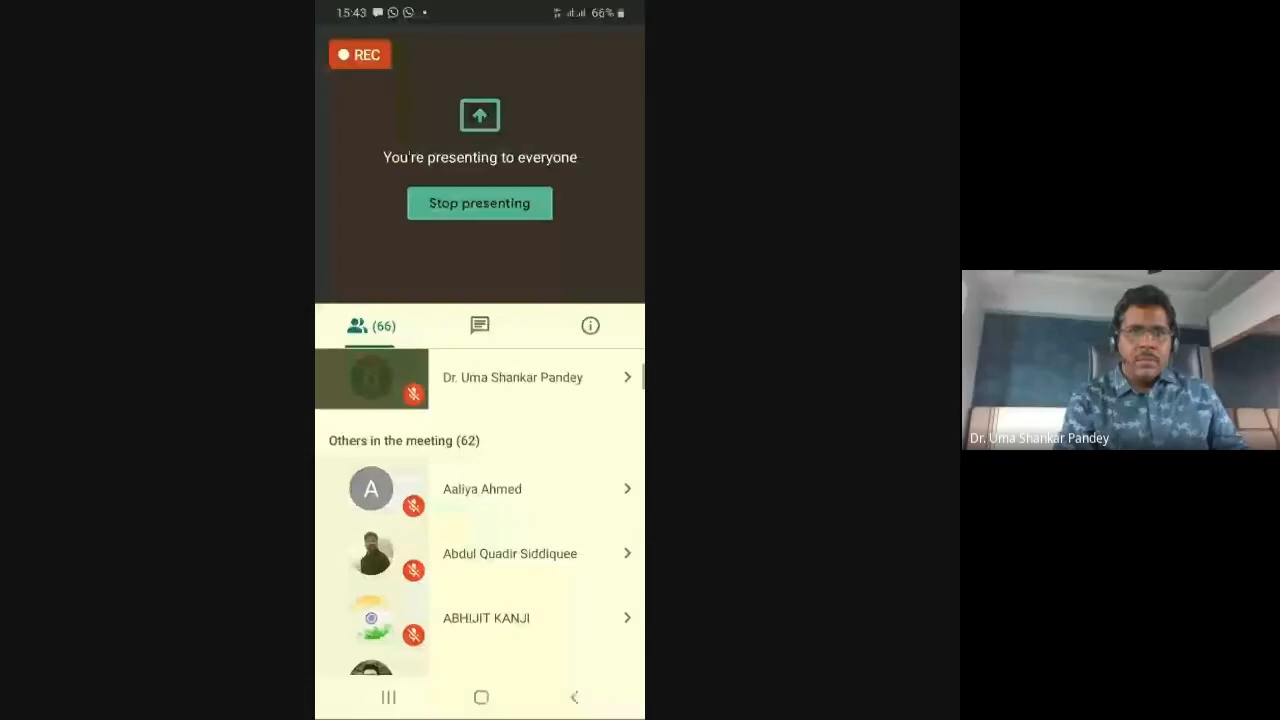 15:43
66%
REC
You're presenting to everyone
Stop presenting
(66)
Dr. Uma Shankar Pandey
Others in the meeting (62)
A
Aaliya Ahmed
Abdul Quadir Siddiquee
ABHIJIT KANJI
Dr. Uma Shankar Pandey